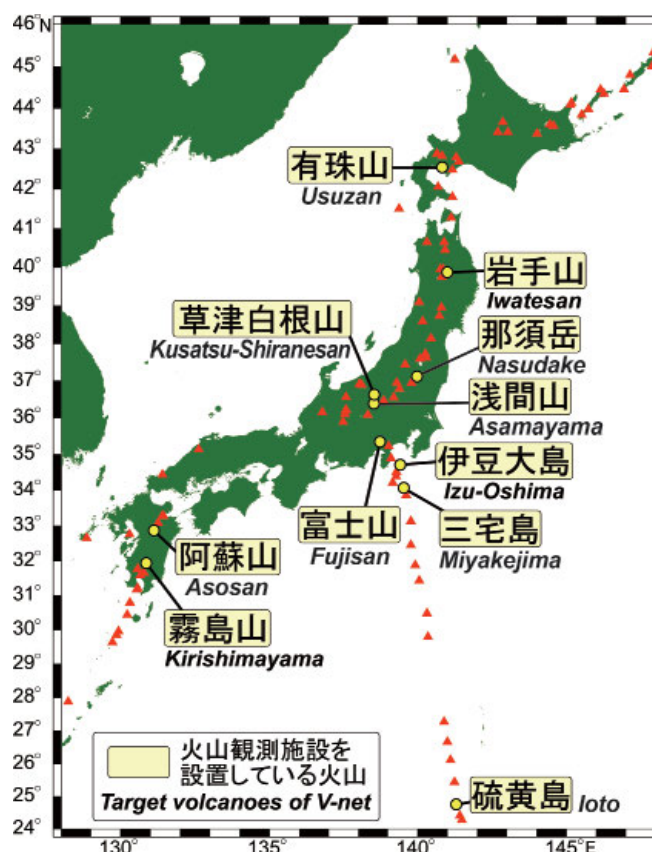 46°
N
45°
44°
43°
42°
41°
40°
39°
38°
37°
36°
35°
34°
33°
32°
31°
30°
29°
28°
27°
26°
25°
24°
130°
135°
140°
145°E
有珠山
Usuzan
岩手山
Iwatesan
草津白根山
Kusatsu-Shiranesan
那須岳
Nasudake
浅間山
Asamayama
伊豆大島
Izu-Oshima
富士山
Fujisan
三宅島
Miyakejima
阿蘇山
Asosan
霧島山
Kirishimayama
火山観測施設を
設置している火山
Target volcanoes of V-net
硫黄島 Ioto